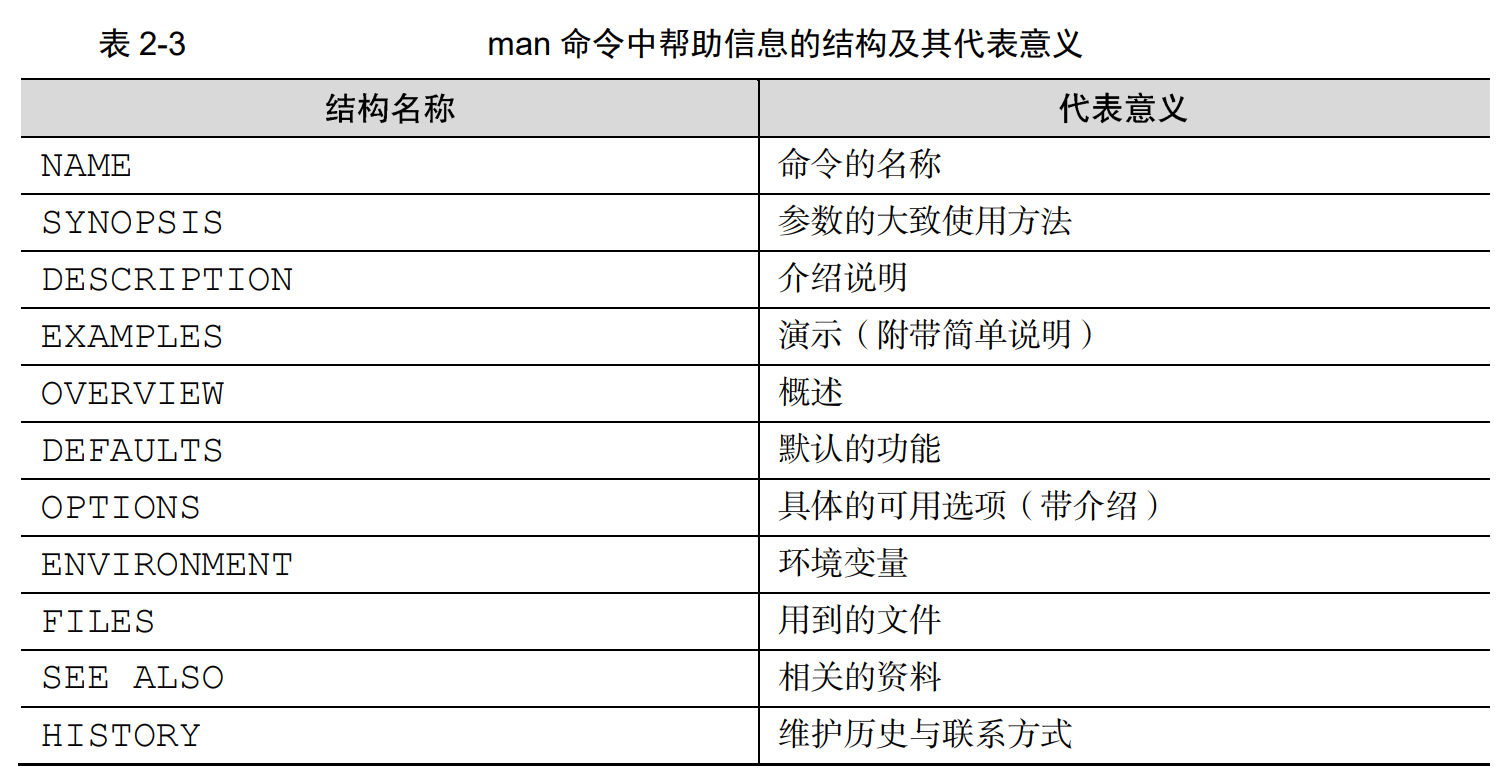 表 2-3 man 命令中帮助信息的结构及其代表意义
结构名称 代表意义
NAME 命令的名称
SYNOPSIS 参数的大致使用方法
DESCRIPTION 介绍说明
EXAMPLES 演示（附带简单说明）
OVERVIEW 概述
DEFAULTS 默认的功能
OPTIONS 具体的可用选项（带介绍）
ENVIRONMENT 环境变量
FILES 用到的文件
SEE ALSO 相关的资料
HISTORY 维护历史与联系方式